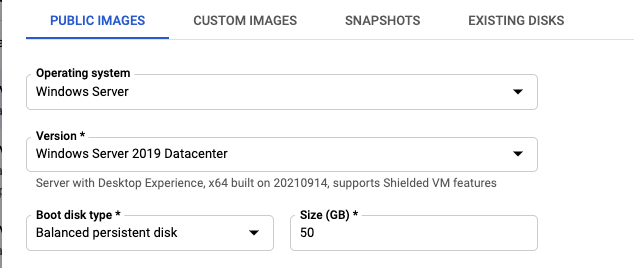 PUBLIC IMAGES CUSTOM IMAGES SNAPSHOTS EXISTING DISKS
Operating system
Windows Server
Version *
Windows Server 2019 Datacenter
Server with Desktop Experience, x64 built on 20210914, supports Shielded VM features
Boot disk type * Size (GB) *
Balanced persistent disk 50